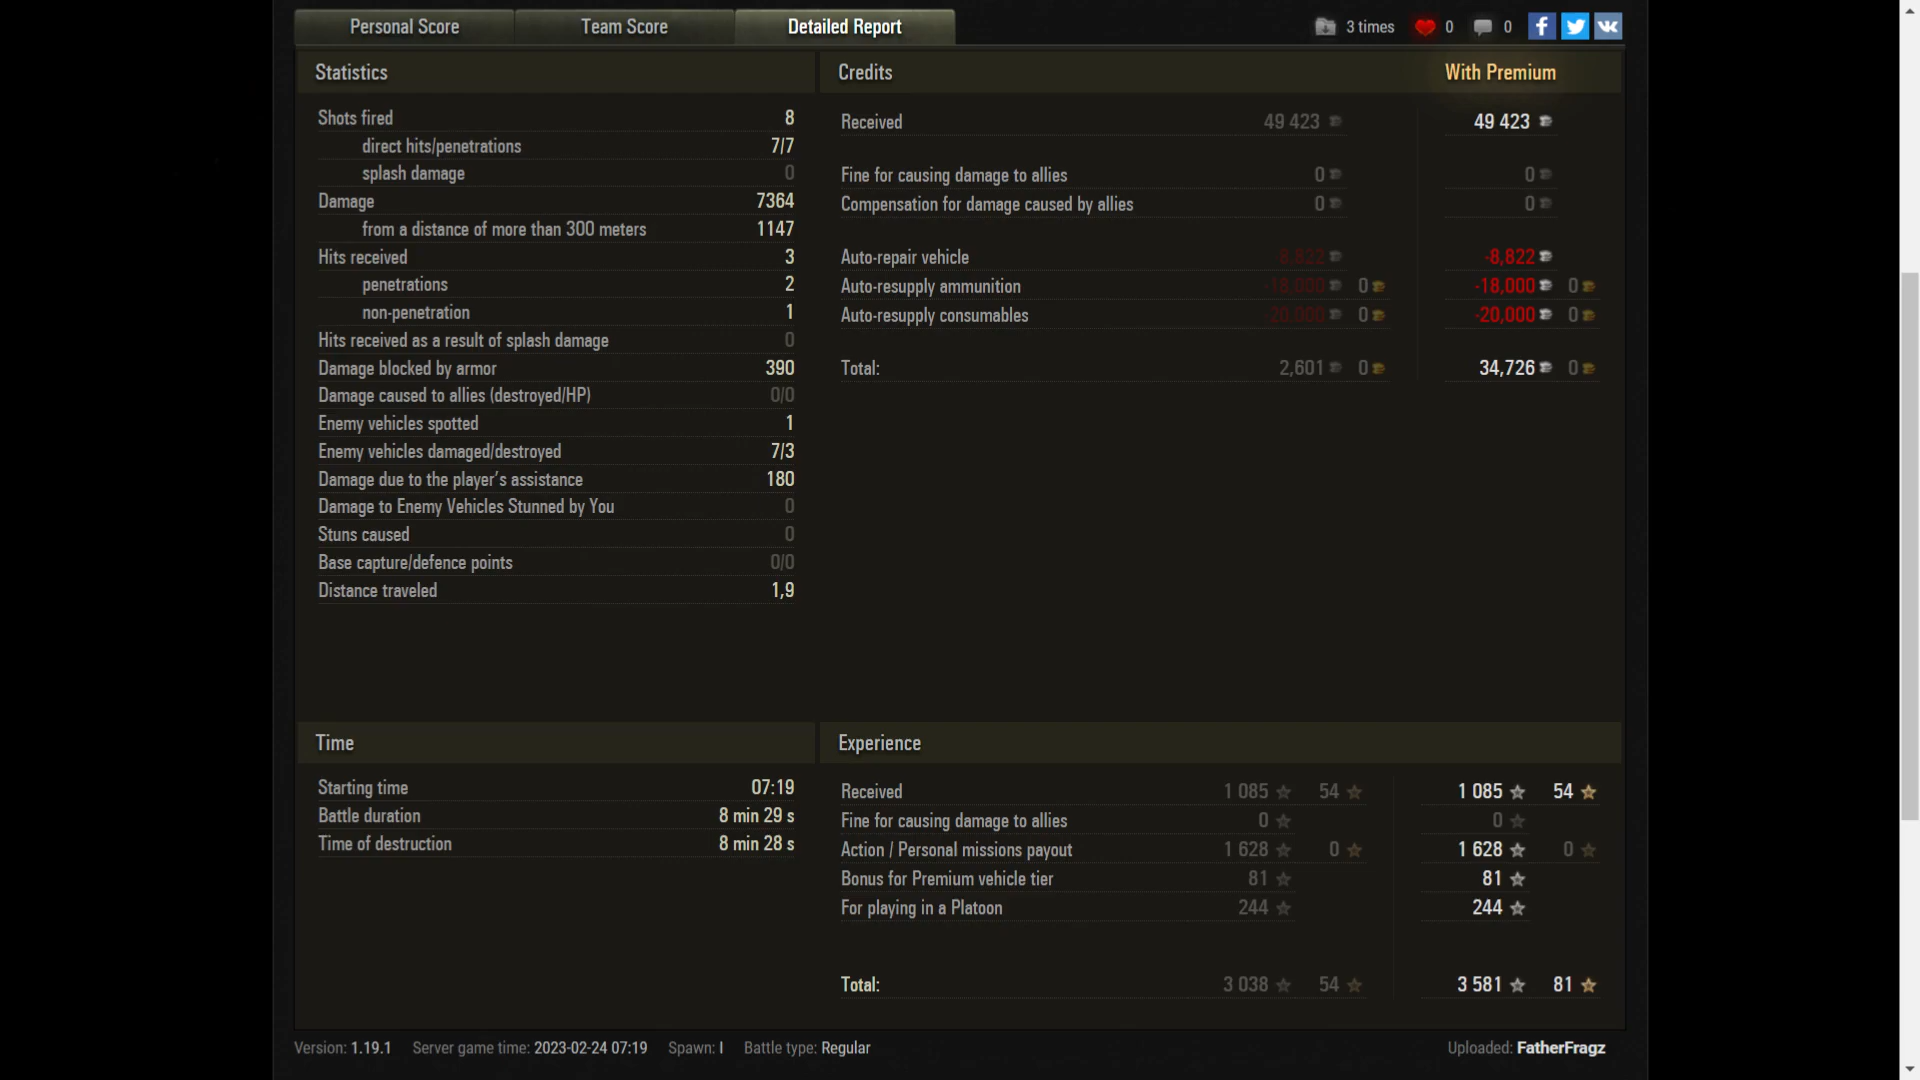 Personal Score Team Score Detailed Report 3 times 0 0
Statistics
Shots fired 8
direct hits/penetrations 7/7
splash damage 0
Damage 7364
from a distance of more than 300 meters 1147
Hits received 3
penetrations 2
non-penetration 1
Hits received as a result of splash damage 0
Damage blocked by armor 390
Damage caused to allies (destroyed/HP) 0/0
Enemy vehicles spotted 1
Enemy vehicles damaged/destroyed 7/3
Damage due to the player's assistance 180
Damage to Enemy Vehicles Stunned by You 0
Stuns caused 0
Base capture/defence points 0/0
Distance traveled 1,9
Credits With Premium
Received 49 423 49 423
Fine for causing damage to allies 0 0
Compensation for damage caused by allies 0 0
Auto-repair vehicle -8,822 -8,822
Auto-resupply ammunition -18,000 0 -18,000 0
Auto-resupply consumables -20,000 0 -20,000 0
Total: 2,601 0 34,726 0
Time
Starting time 07:19
Battle duration 8 min 29 s
Time of destruction 8 min 28 s
Experience
Received 1 085 54 1 085 54
Fine for causing damage to allies 0 0
Action / Personal missions payout 1 628 0 1 628 0
Bonus for Premium vehicle tier 81 81
For playing in a Platoon 244 244
Total: 3 038 54 3 581 81
Version: 1.19.1 Server game time: 2023-02-24 07:19 Spawn: I Battle type: Regular Uploaded: FatherFragz